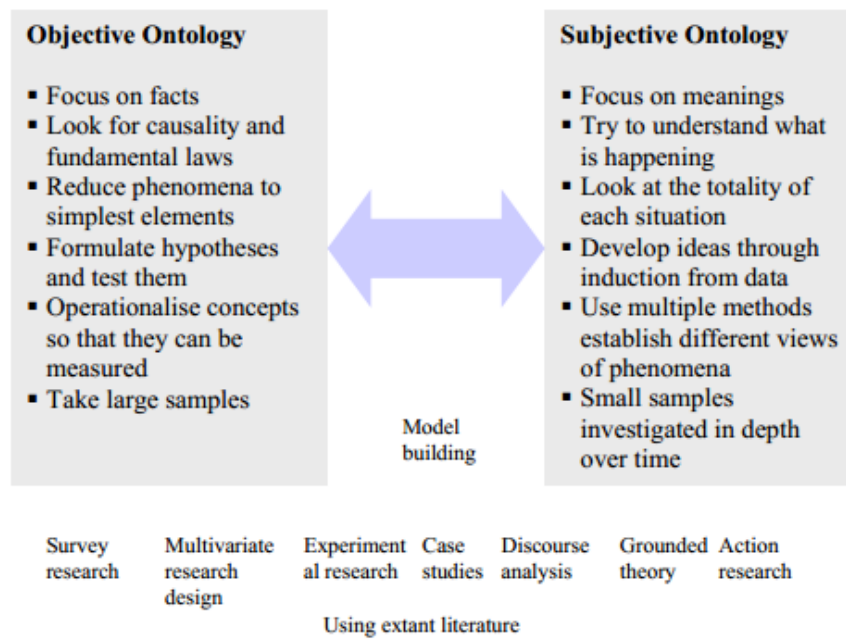 Objective Ontology
▪ Focus on facts
▪ Look for causality and
fundamental laws
▪ Reduce phenomena to
simplest elements
▪ Formulate hypotheses
and test them
▪ Operationalise concepts
so that they can be
measured
▪ Take large samples
Subjective Ontology
▪ Focus on meanings
▪ Try to understand what
is happening
▪ Look at the totality of
each situation
▪ Develop ideas through
induction from data
▪ Use multiple methods
establish different views
of phenomena
▪ Small samples
investigated in depth
over time
Model
building
Survey
research
Multivariate
research
design
Experiment
al research
Case
studies
Discourse
analysis
Grounded
theory
Action
research
Using extant literature